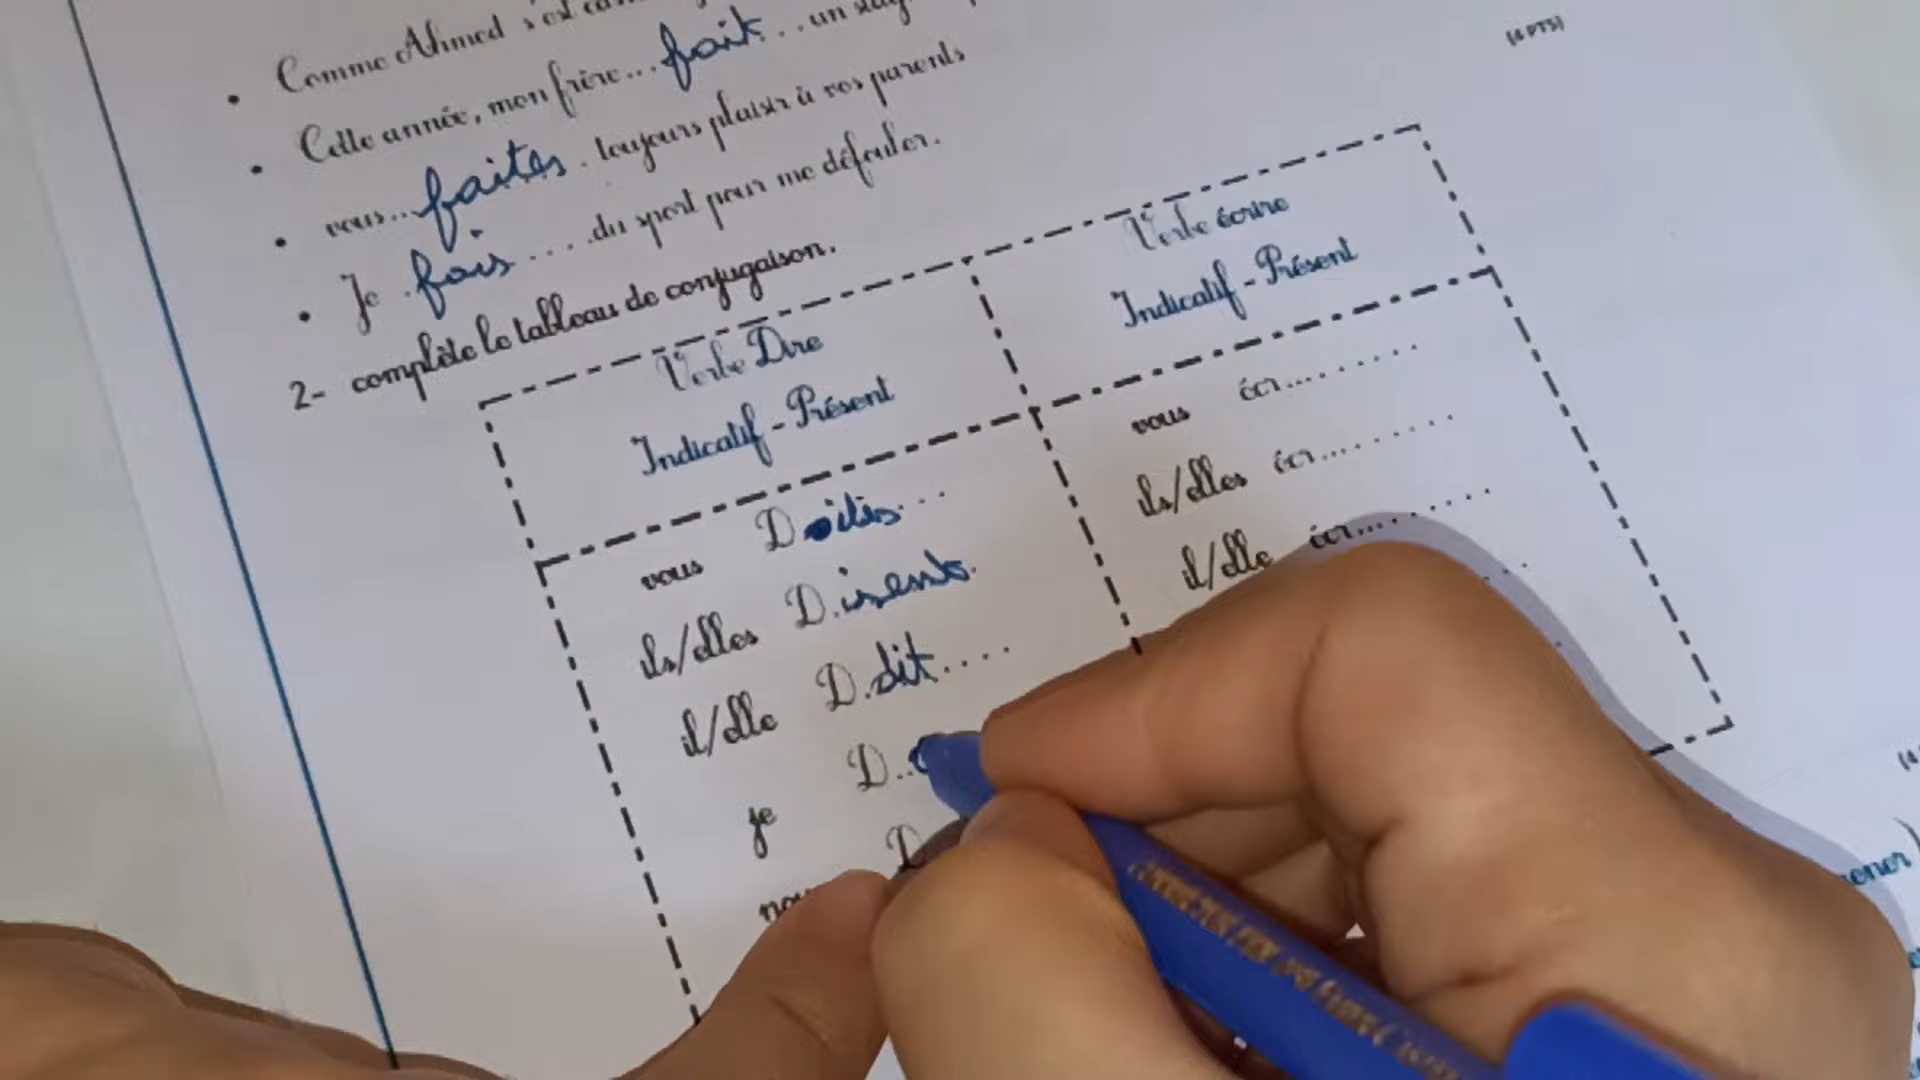 Comme Ahmed s'est
Cette année, mon frère... fait... un
vous... faites. toujours plaisir à vos parents
Je. fais.....du sport pour me défouler.
2- complète le tableau de conjugaison.
(4 PTS)
Verbe Dire
Indicatif-Présent
Verbe écrire
Indicatif-Présent
vous D ites...
ils/elles D.isent.
il/elle D.dit....
je D..
D
vous écr.........
ils/elles écr..........
il/elle écr..........